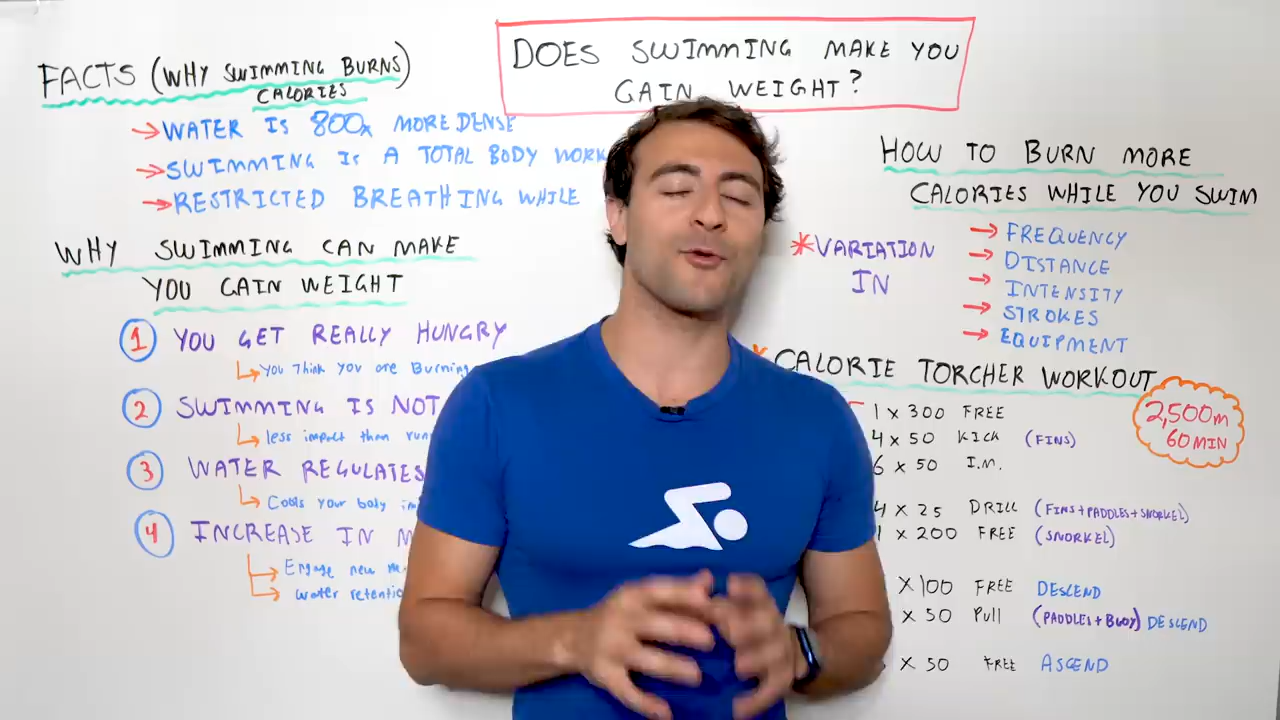 DOES SWIMMING MAKE YOU
GAIN WEIGHT?
FACTS (WHY SWIMMING BURNS)
CALORIES
→ WATER IS 800x MORE DENSE
→ SWIMMING IS A TOTAL BODY
→ RESTRICTED BREATHING WHILE
WHY SWIMMING CAN MAKE
YOU GAIN WEIGHT
1 YOU GET REALLY HUNGRY
You Think you are Burning
2 SWIMMING IS NOT
less impact than
3 WATER REGULATES
Cools your body
4 INCREASE IN
Engage new
water
HOW TO BURN MORE
CALORIES WHILE YOU SWIM
* VARIATION
IN
→ FREQUENCY
→ DISTANCE
→ INTENSITY
→ STROKES
→ EQUIPMENT
CALORIE TORCHER WORKOUT
2,500m
60 MIN
1 x 300 FREE
4 x 50 KICK (FINS)
6 x 50 I.M.
4 x 25 DRILL (FINS+PADDLES+SNORKEL)
1 x 200 FREE (SNORKEL)
x 100 FREE DESCEND
x 50 Pull (PADDLES+BUOY) DESCEND
x 50 FREE ASCEND